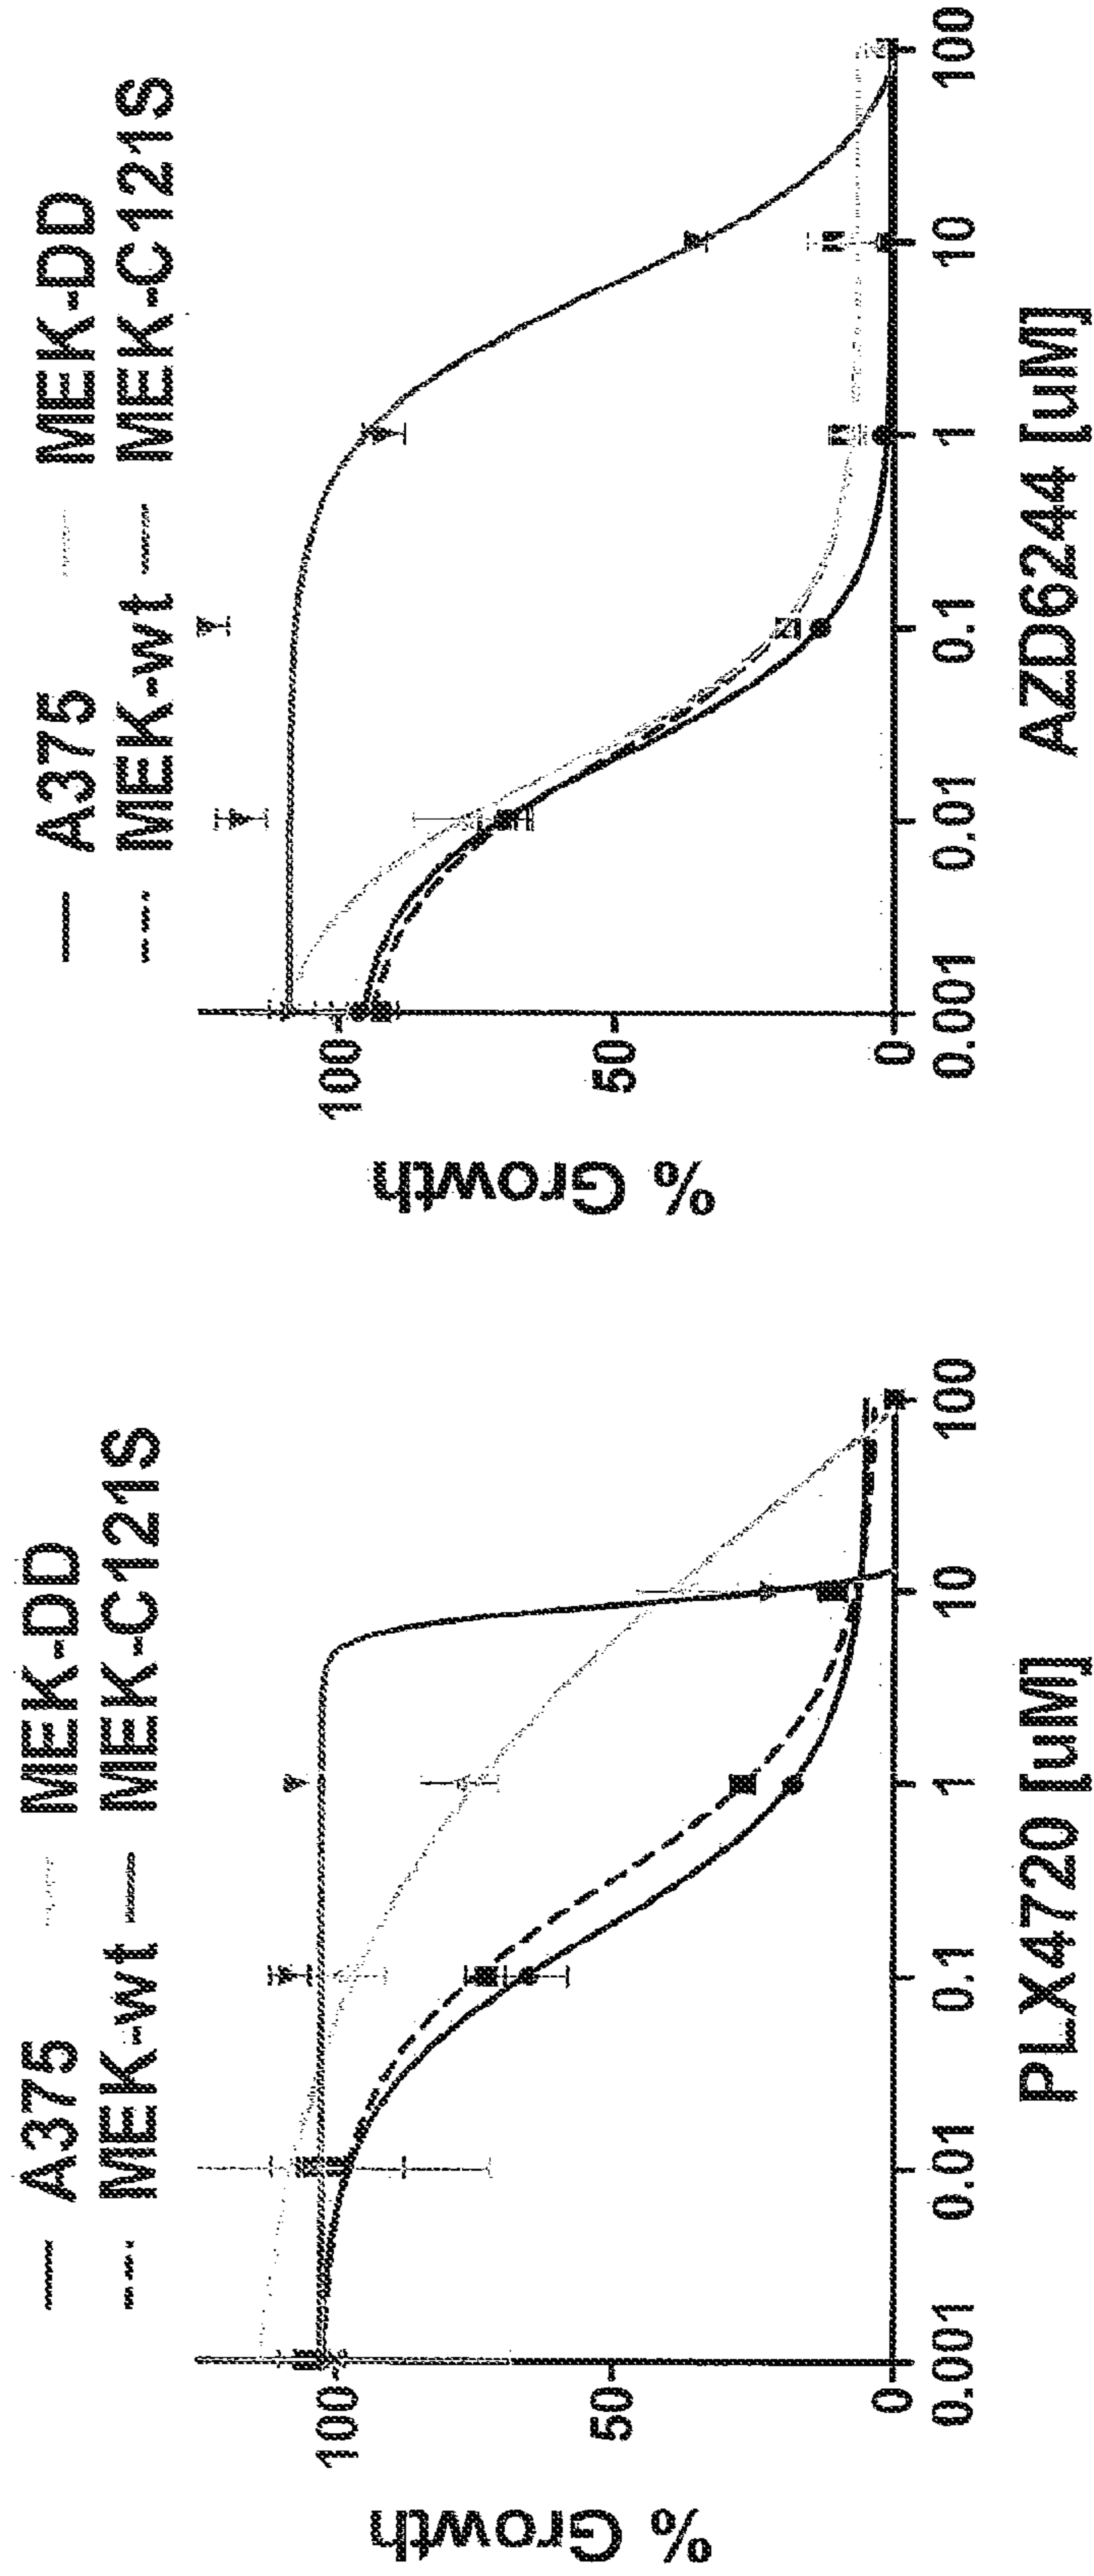 A375 MEK-DD
MEK-wt MEK-C121S
% Growth
100
50
0
0.001 0.01 0.1 1 10 100
PLX4720 [uM]
A375 MEK-DD
MEK-wt MEK-C121S
% Growth
100
50
0
0.001 0.01 0.1 1 10 100
AZD6244 [uM]